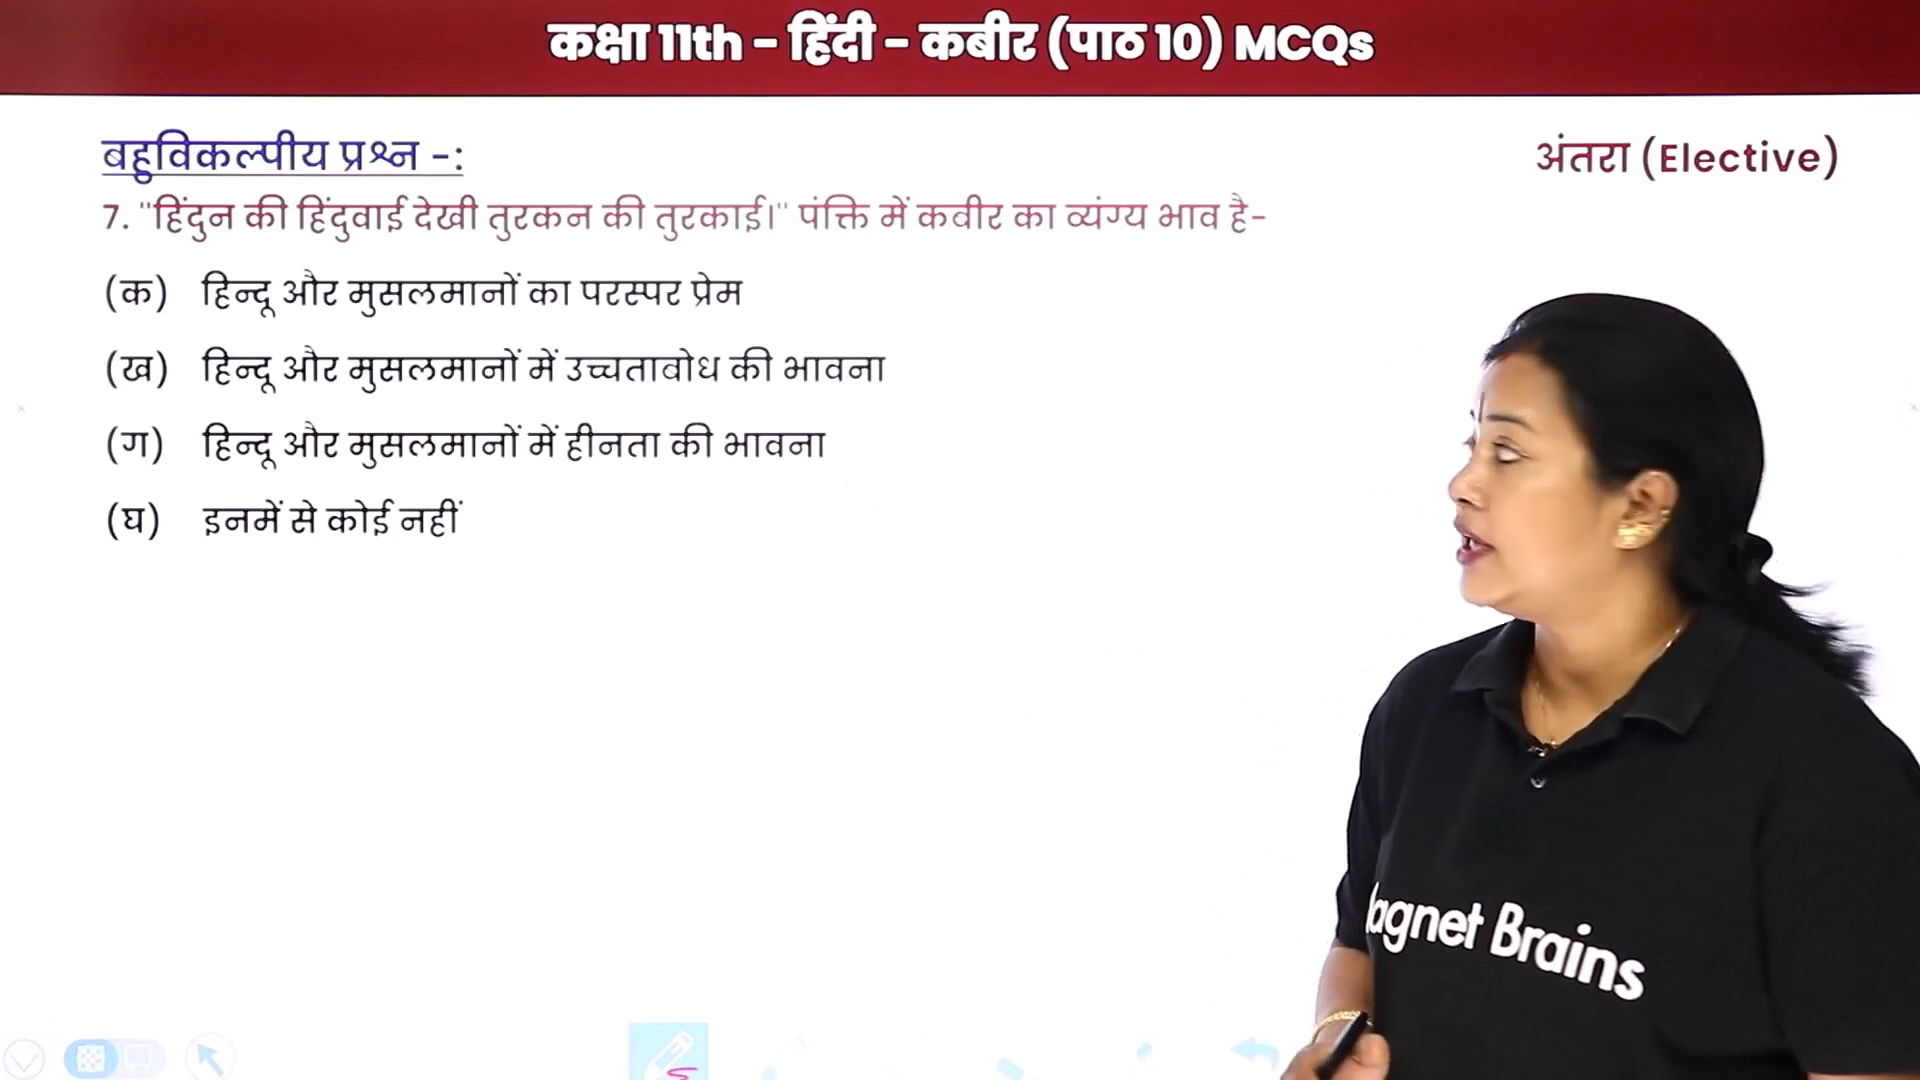 कक्षा 11th - हिंदी - कबीर (पाठ 10) MCQs
बहुविकल्पीय प्रश्न -:
अंतरा (Elective)
7. "हिंदुन की हिंदुवाई देखी तुरकन की तुरकाई।" पंक्ति में कबीर का व्यंग्य भाव है-
(क) हिन्दू और मुसलमानों का परस्पर प्रेम
(ख) हिन्दू और मुसलमानों में उच्चताबोध की भावना
(ग) हिन्दू और मुसलमानों में हीनता की भावना
(घ) इनमें से कोई नहीं
agnet Brains